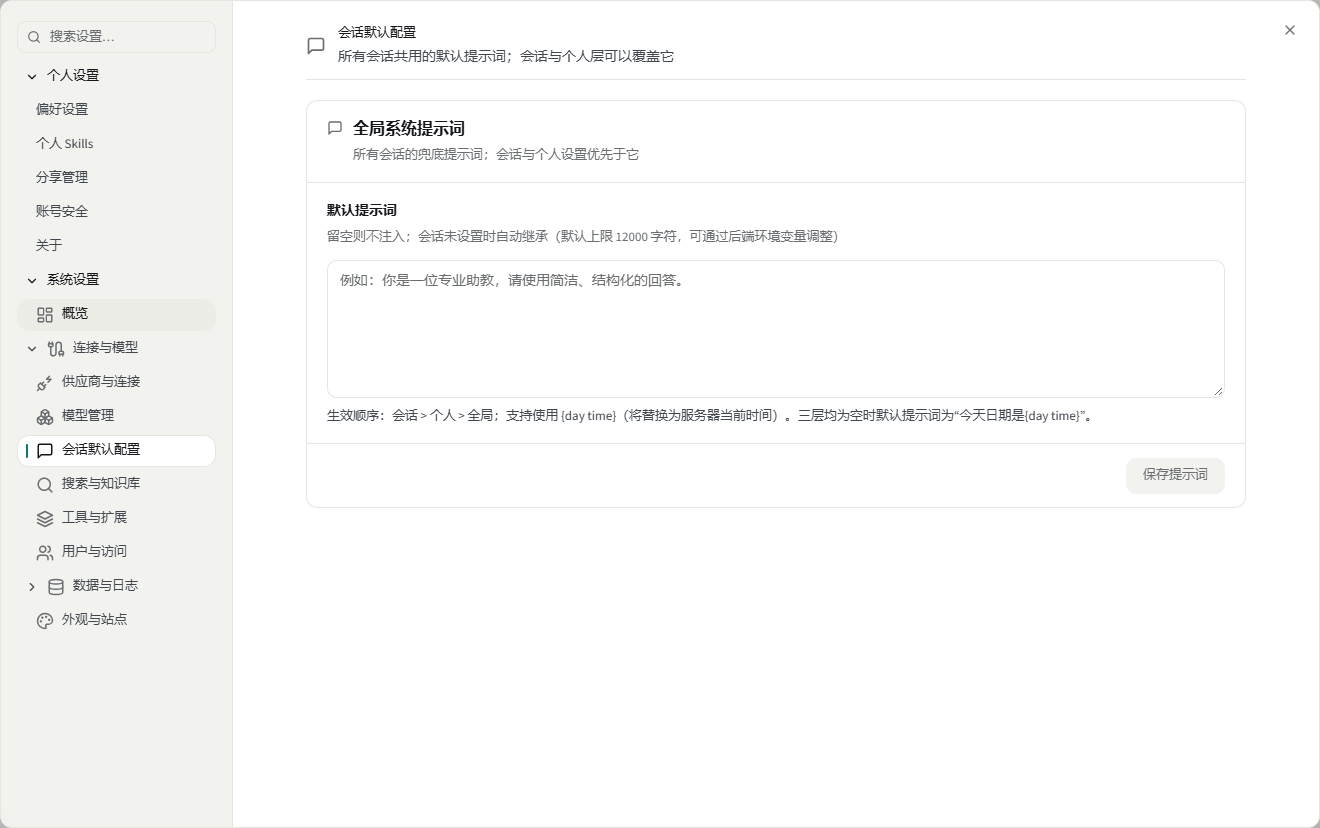 搜索设置…
个人设置
偏好设置
个人 Skills
分享管理
账号安全
关于
系统设置
概览
连接与模型
供应商与连接
模型管理
会话默认配置
搜索与知识库
工具与扩展
用户与访问
数据与日志
外观与站点
会话默认配置
所有会话共用的默认提示词；会话与个人层可以覆盖它
全局系统提示词
所有会话的兜底提示词；会话与个人设置优先于它
默认提示词
留空则不注入；会话未设置时自动继承（默认上限 12000 字符，可通过后端环境变量调整）
例如：你是一位专业助教，请使用简洁、结构化的回答。
生效顺序：会话 > 个人 > 全局；支持使用 {day time}（将替换为服务器当前时间）。三层均为空时默认提示词为“今天日期是{day time}”。
保存提示词